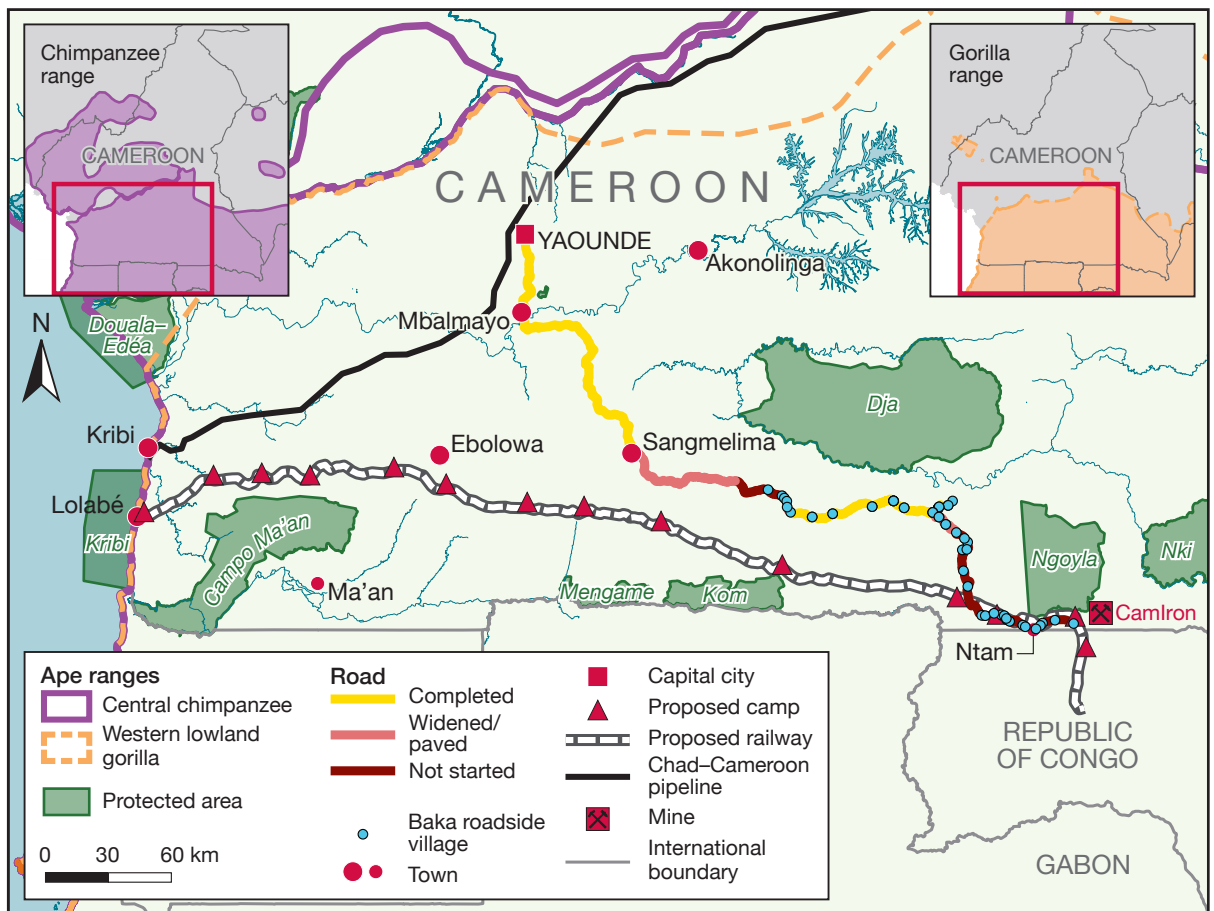 Chimpanzee
range
CAMEROON
Gorilla
range
CAMEROON
CAMEROON
YAOUNDE
Akonolinga
Mbalmayo
N
Douala–
Edéa
Dja
Kribi
Ebolowa
Sangmelima
Lolabé
Kribi
Campo Ma'an
Ma'an
Mengame
Kom
Ngoyla
Nki
CamIron
Ntam
REPUBLIC
OF CONGO
GABON
Ape ranges
Central chimpanzee
Western lowland
gorilla
Protected area
0 30 60 km
Road
Completed
Widened/
paved
Not started
Baka roadside
village
Town
Capital city
Proposed camp
Proposed railway
Chad–Cameroon
pipeline
Mine
International
boundary